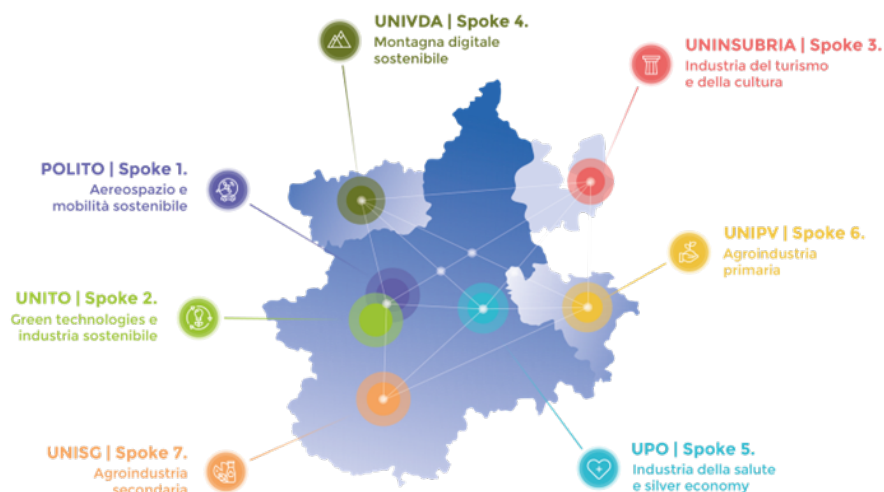 UNIVDA | Spoke 4.
Montagna digitale
sostenibile
UNINSUBRIA | Spoke 3.
Industria del turismo
e della cultura
POLITO | Spoke 1.
Aereospazio e
mobilità sostenibile
UNIPV | Spoke 6.
Agroindustria
primaria
UNITO | Spoke 2.
Green technologies e
industria sostenibile
UNISG | Spoke 7.
Agroindustria
secondaria
UPO | Spoke 5.
Industria della salute
e silver economy